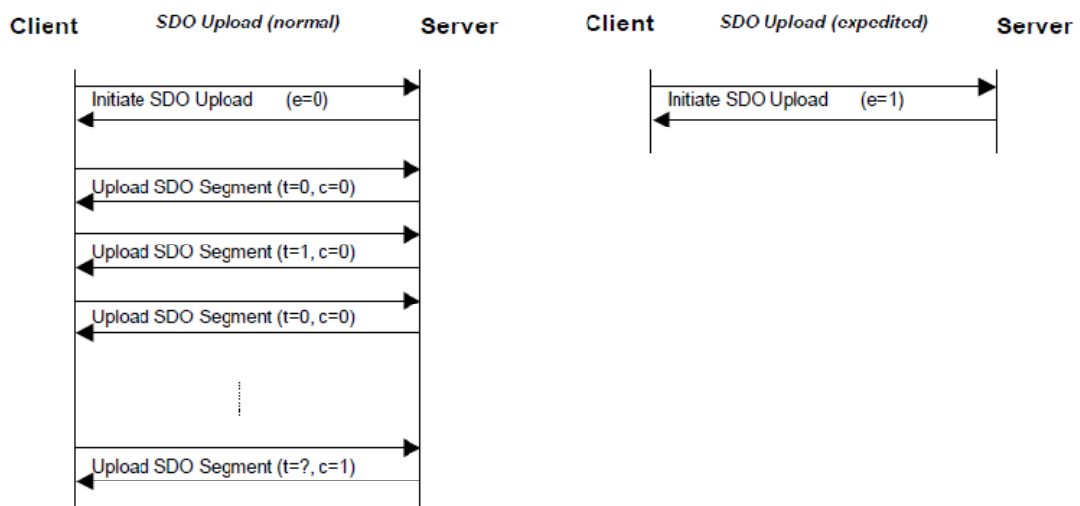 Client SDO Upload (normal) Server
Initiate SDO Upload (e=0)
Upload SDO Segment (t=0, c=0)
Upload SDO Segment (t=1, c=0)
Upload SDO Segment (t=0, c=0)
Upload SDO Segment (t=?, c=1)
Client SDO Upload (expedited) Server
Initiate SDO Upload (e=1)